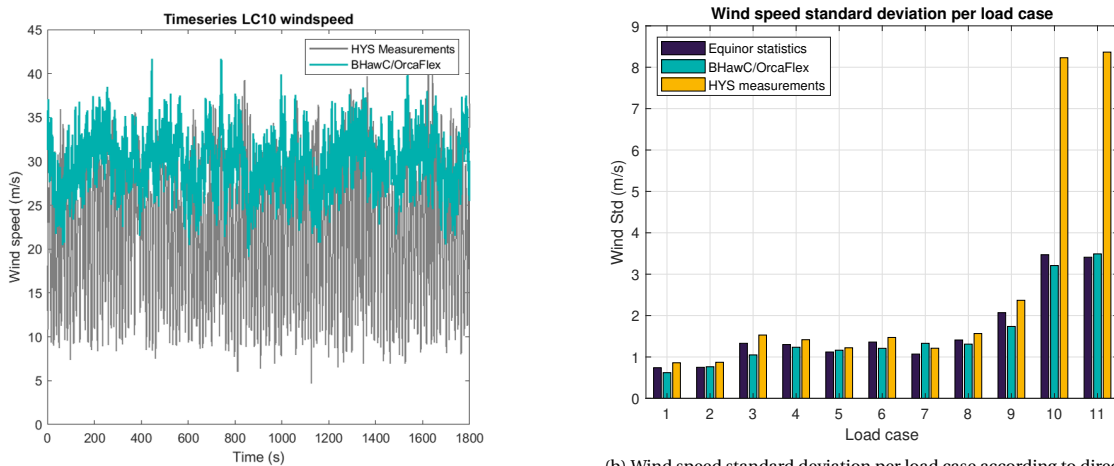 Timeseries LC10 windspeed
HYS Measurements
BHawC/OrcaFlex
Wind speed (m/s)
45
40
35
30
25
20
15
10
5
0
0 200 400 600 800 1000 1200 1400 1600 1800
Time (s)
Wind speed standard deviation per load case
Equinor statistics
BHawC/OrcaFlex
HYS measurements
Wind Std (m/s)
9
8
7
6
5
4
3
2
1
0
1 2 3 4 5 6 7 8 9 10 11
Load case
(b) Wind speed standard deviation per load case according to direc